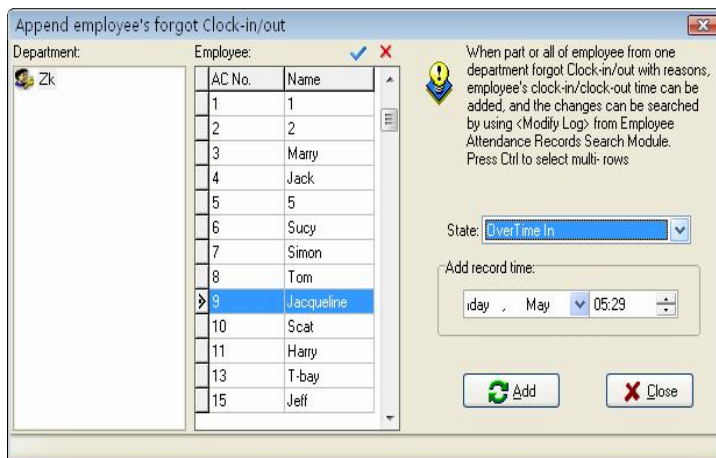 Append employee's forgot Clock-in/out
Department:
Zk
Employee:
AC No. Name
1 1
2 2
3 Marry
4 Jack
5 5
6 Sucy
7 Simon
8 Tom
9 Jacqueline
10 Scat
11 Harry
13 T-bay
15 Jeff
When part or all of employee from one
department forgot Clock-in/out with reasons,
employee's clock-in/clock-out time can be
added, and the changes can be searched
by using <Modify Log> from Employee
Attendance Records Search Module.
Press Ctrl to select multi- rows
State: OverTime In
Add record time:
, May 05:29
Add
Close